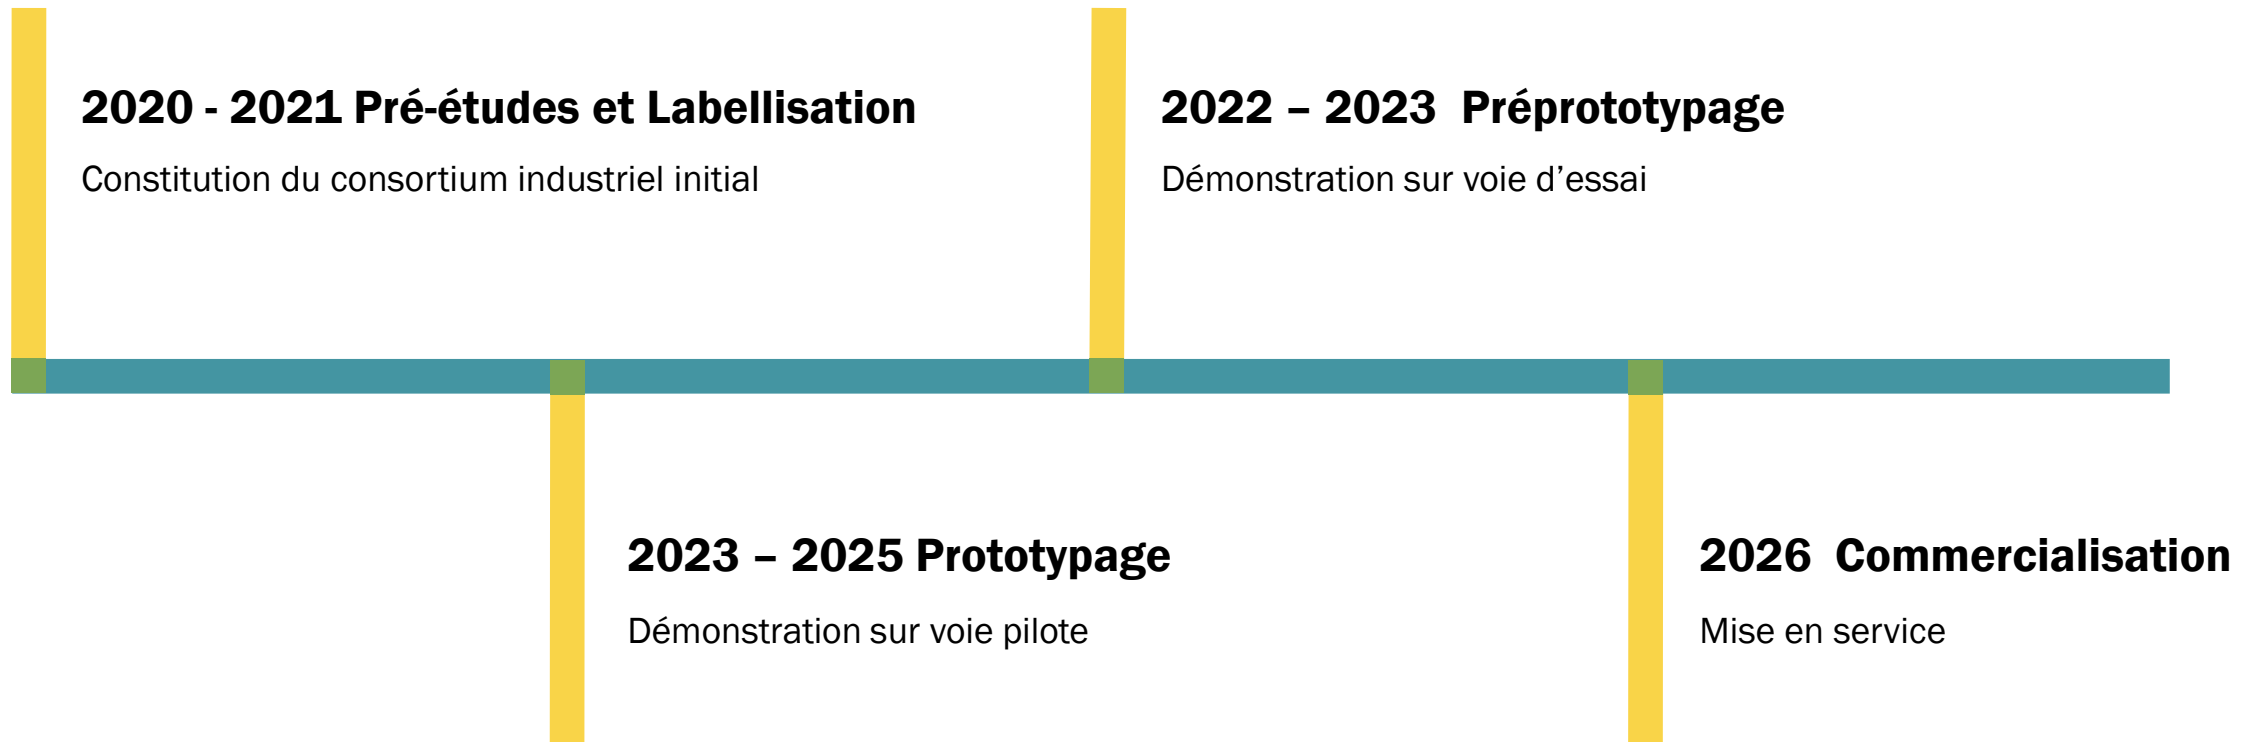 2020 - 2021 Pré-études et Labellisation
Constitution du consortium industriel initial
2022 – 2023  Préprototypage
Démonstration sur voie d’essai
2023 – 2025 Prototypage
Démonstration sur voie pilote
2026  Commercialisation
Mise en service